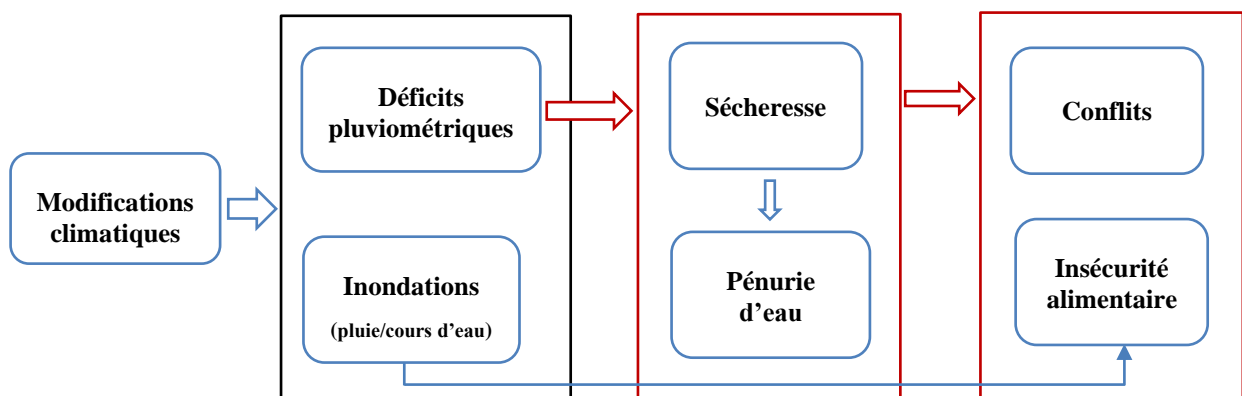 Modifications
climatiques
Déficits
pluviométriques
Inondations
(pluie/cours d’eau)
Sécheresse
Pénurie
d’eau
Conflits
Insécurité
alimentaire